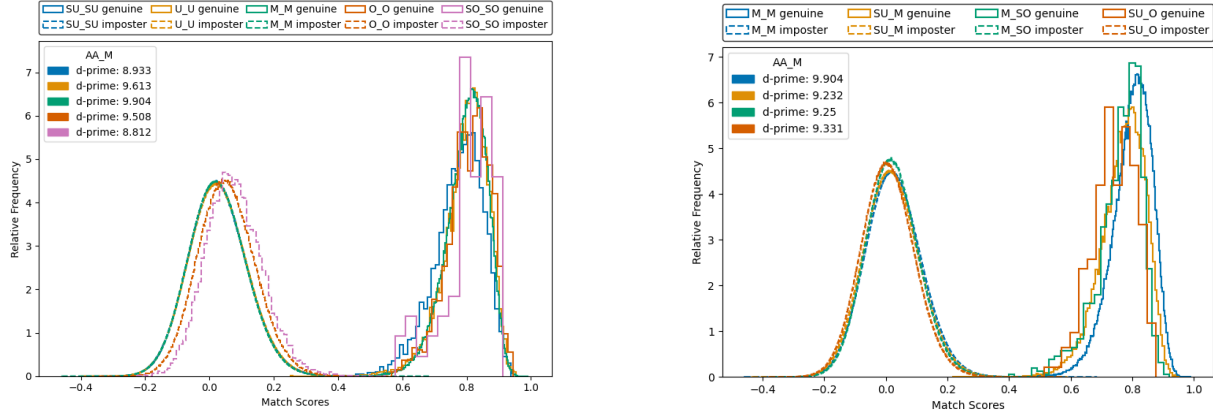 SU_SU genuine U_U genuine M_M genuine O_O genuine SO_SO genuine
SU_SU imposter U_U imposter M_M imposter O_O imposter SO_SO imposter
AA_M
d-prime: 8.933
d-prime: 9.613
d-prime: 9.904
d-prime: 9.508
d-prime: 8.812
Relative Frequency
7
6
5
4
3
2
1
0
−0.4 −0.2 0.0 0.2 0.4 0.6 0.8 1.0
Match Scores
M_M genuine SU_M genuine M_SO genuine SU_O genuine
M_M imposter SU_M imposter M_SO imposter SU_O imposter
AA_M
d-prime: 9.904
d-prime: 9.232
d-prime: 9.25
d-prime: 9.331
Relative Frequency
7
6
5
4
3
2
1
0
−0.4 −0.2 0.0 0.2 0.4 0.6 0.8 1.0
Match Scores